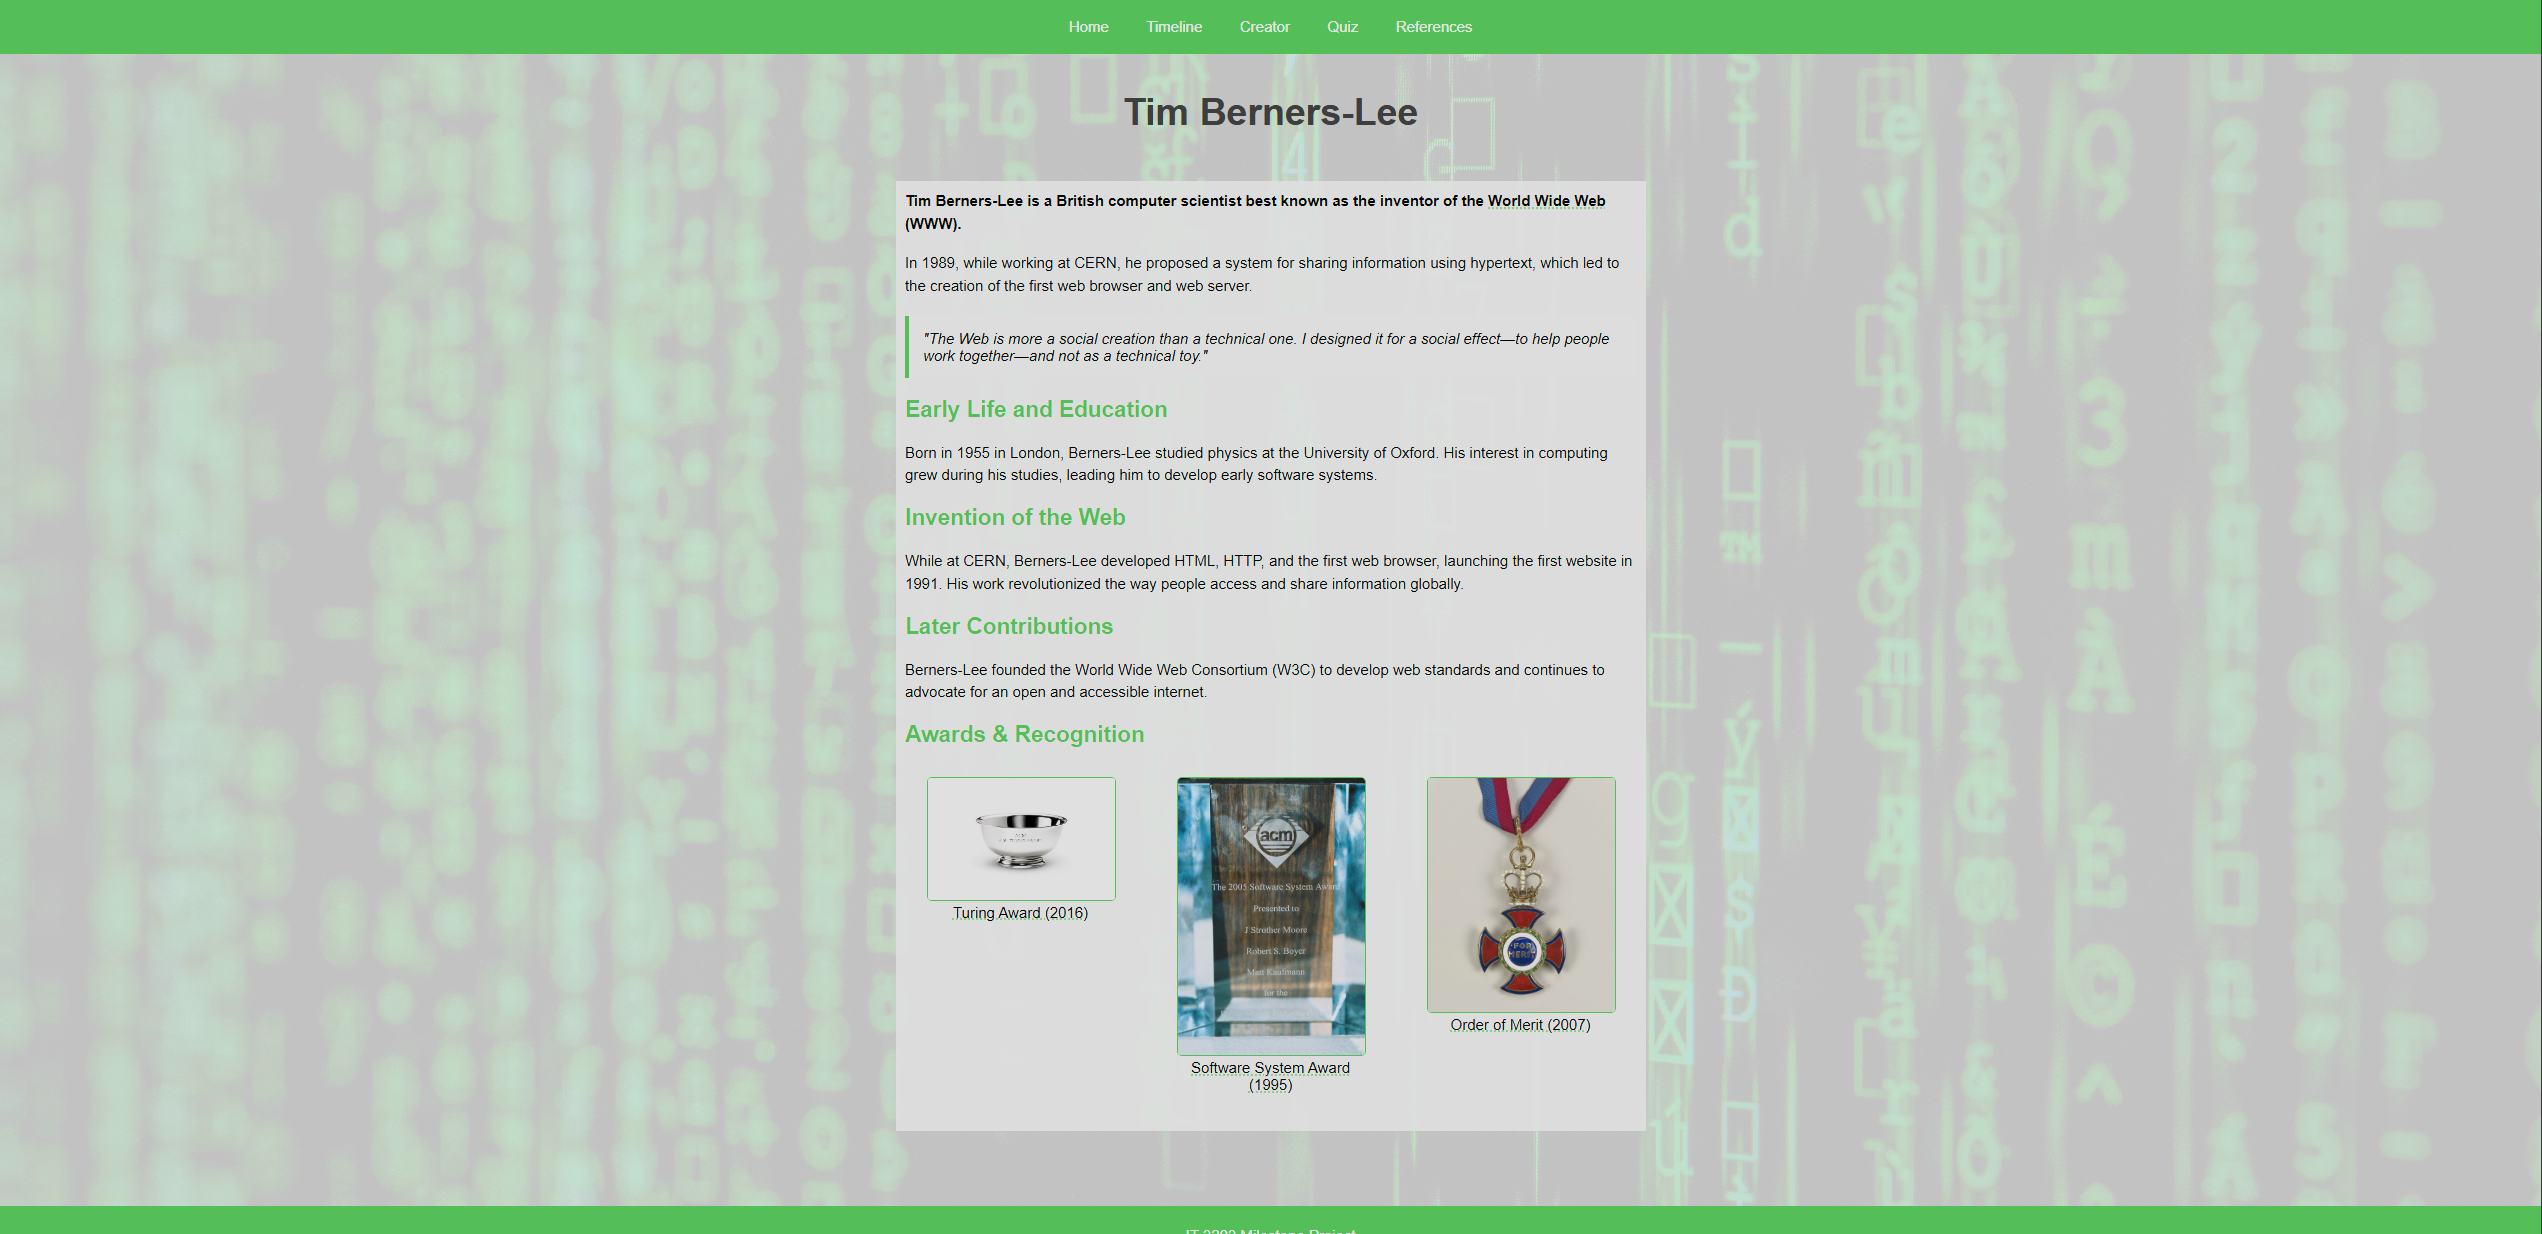 Home Timeline Creator Quiz References
Tim Berners-Lee
Tim Berners-Lee is a British computer scientist best known as the inventor of the World Wide Web
(WWW).
In 1989, while working at CERN, he proposed a system for sharing information using hypertext, which led to
the creation of the first web browser and web server.
"The Web is more a social creation than a technical one. I designed it for a social effect—to help people
work together—and not as a technical toy."
Early Life and Education
Born in 1955 in London, Berners-Lee studied physics at the University of Oxford. His interest in computing
grew during his studies, leading him to develop early software systems.
Invention of the Web
While at CERN, Berners-Lee developed HTML, HTTP, and the first web browser, launching the first website in
1991. His work revolutionized the way people access and share information globally.
Later Contributions
Berners-Lee founded the World Wide Web Consortium (W3C) to develop web standards and continues to
advocate for an open and accessible internet.
Awards & Recognition
Turing Award (2016)
acm
The 2005 Software System Award
Presented to
J Strother Moore
Robert S. Boyer
Matt Kaufmann
for the
Software System Award
(1995)
FOR
MERIT
Order of Merit (2007)